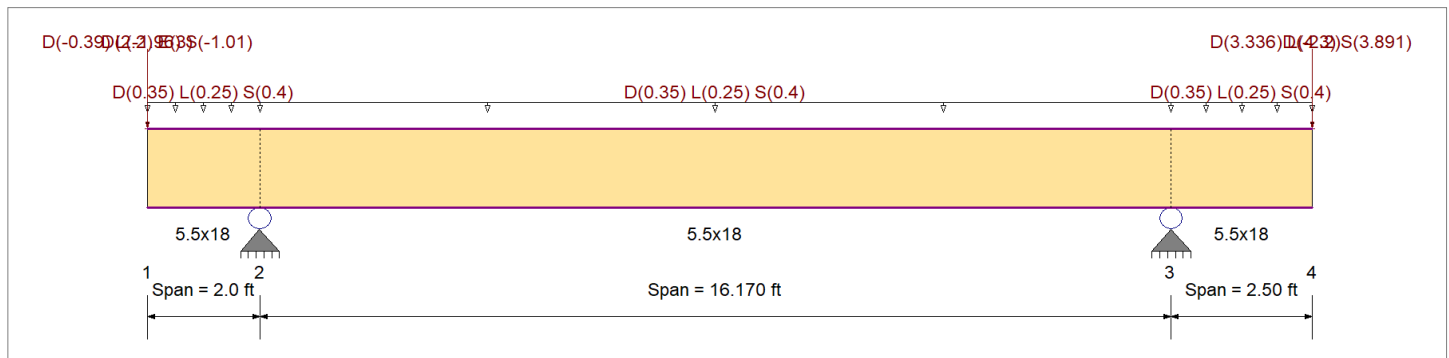 S(-1.01)
D(3.336) S(3.891)
D(0.35) L(0.25) S(0.4) D(0.35) L(0.25) S(0.4) D(0.35) L(0.25) S(0.4)
5.5x18 5.5x18 5.5x18
1 2 3 4
Span = 2.0 ft Span = 16.170 ft Span = 2.50 ft